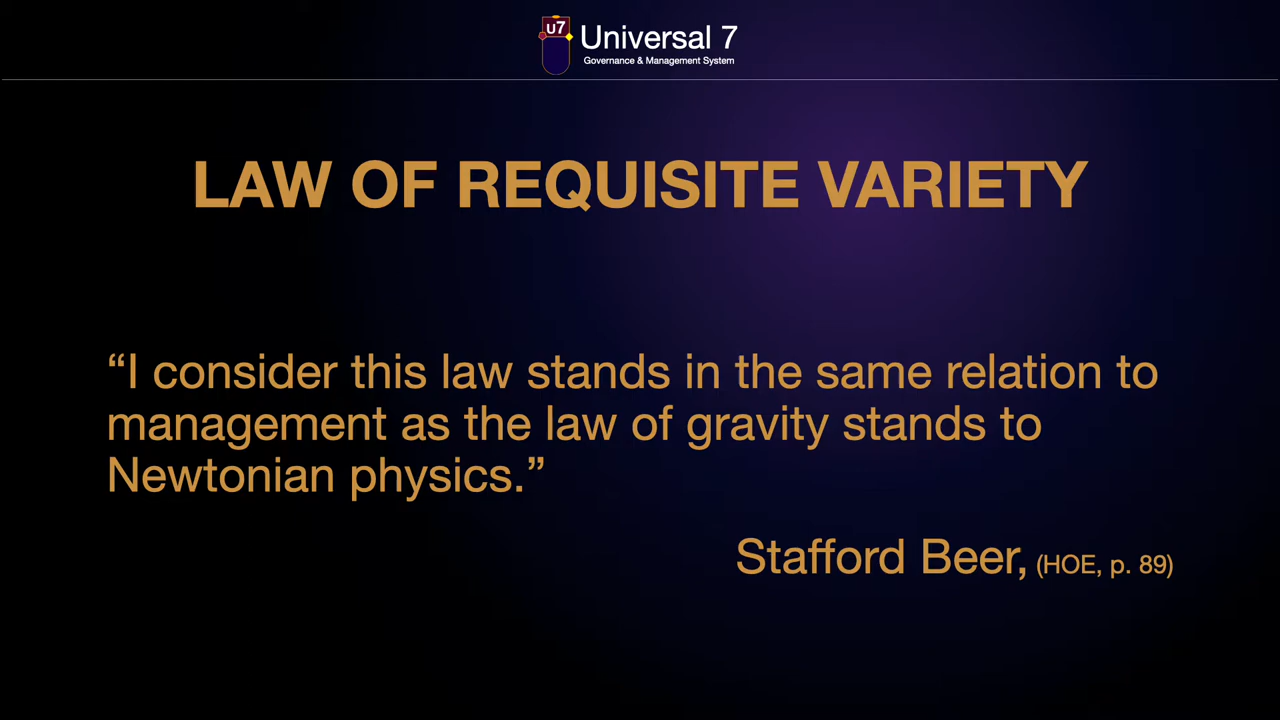 u7
Universal 7
Governance & Management System
LAW OF REQUISITE VARIETY
“I consider this law stands in the same relation to
management as the law of gravity stands to
Newtonian physics.”
Stafford Beer, (HOE, p. 89)